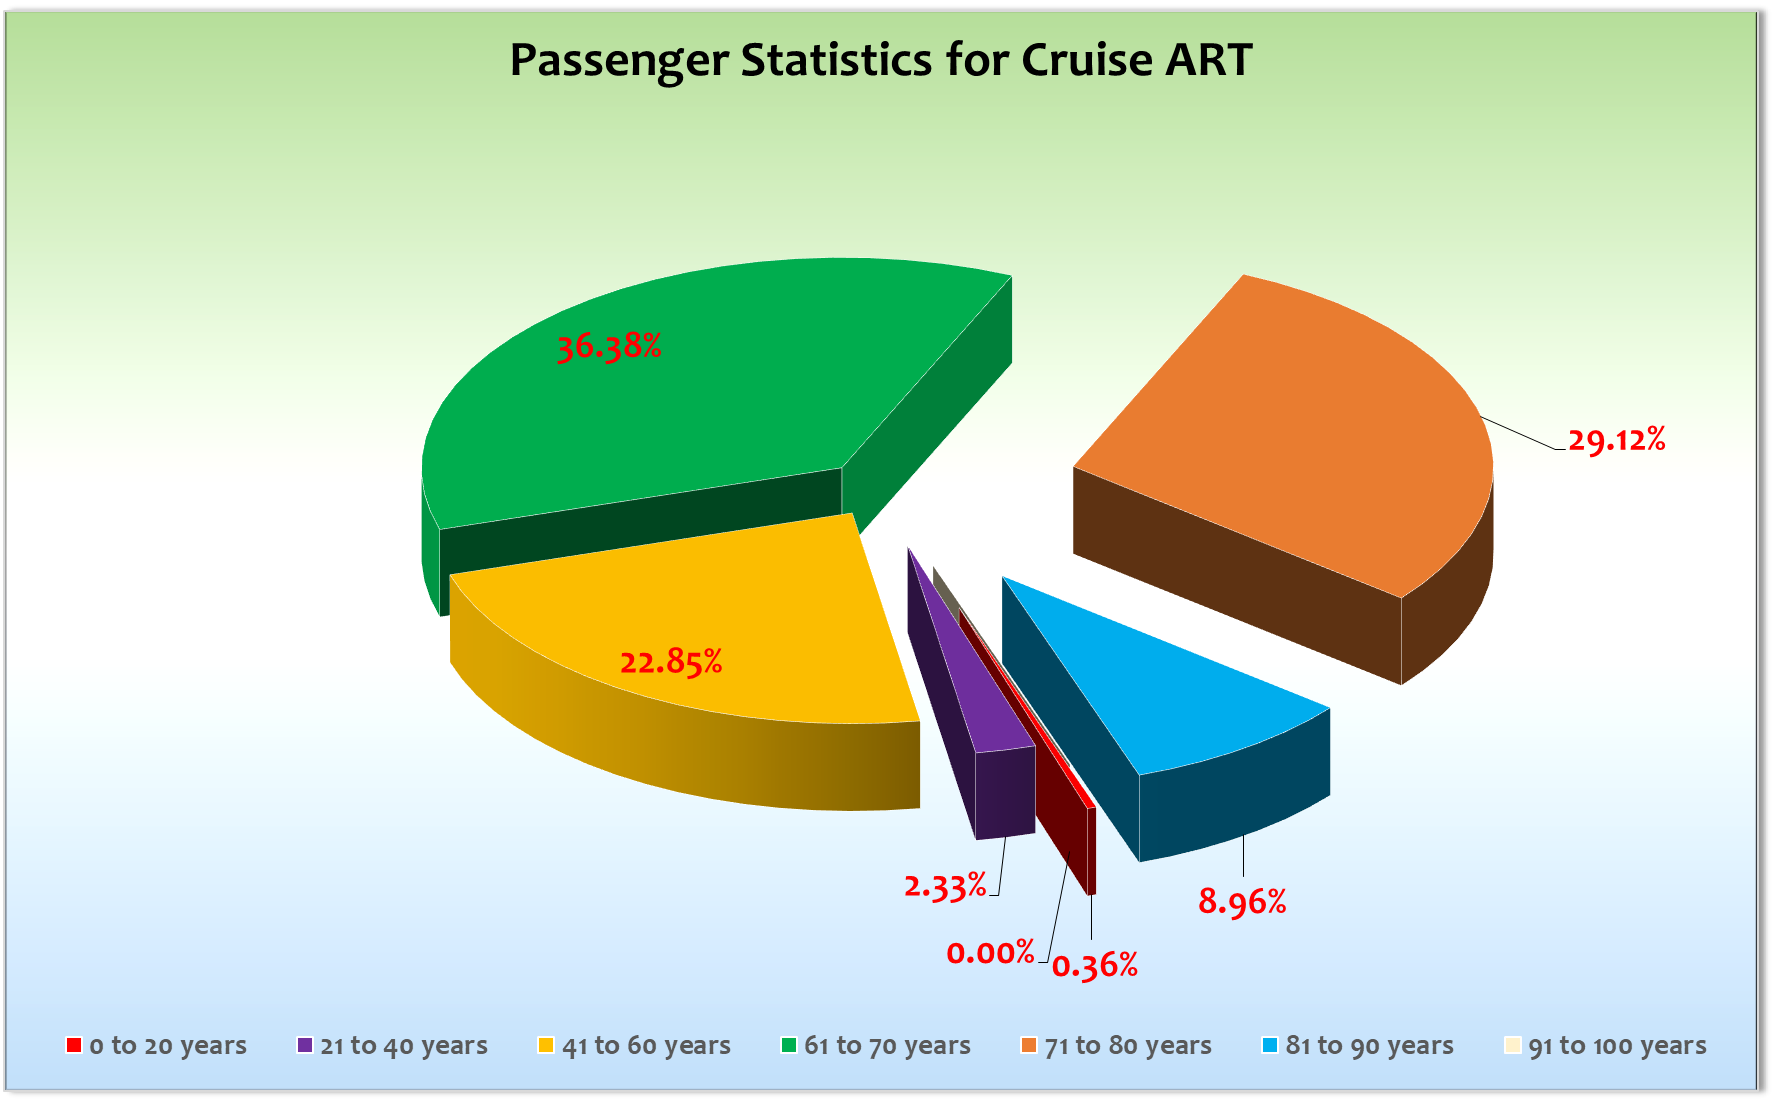 Passenger Statistics for Cruise ART
36.38%
29.12%
22.85%
2.33%
8.96%
0.00%
0.36%
0 to 20 years
21 to 40 years
41 to 60 years
61 to 70 years
71 to 80 years
81 to 90 years
91 to 100 years